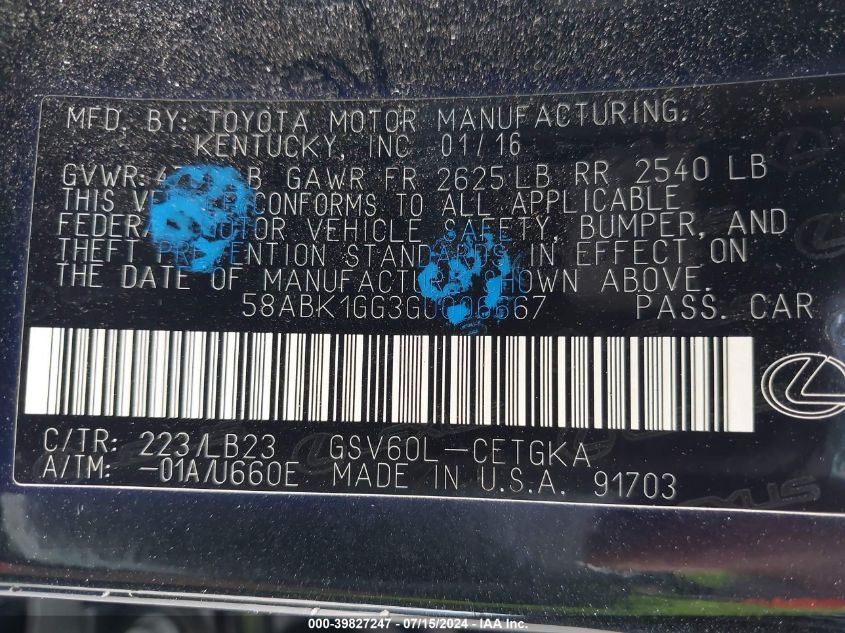 MFD. BY: TOYOTA MOTOR MANUFACTURING.
KENTUCKY, INC 01/16
GVWR GAWR FR 2625 LB RR 2540 LB
THIS CONFORMS TO ALL APPLICABLE
MOTOR VEHICLE SAFETY, BUMPER, AND
THEFT PREVENTION STANDARDS IN EFFECT ON
THE DATE OF MANUFACTURE SHOWN ABOVE.
PASS. CAR
C/TR: 223/LB23 GSV60L-CETGKA
A/TM: -01A/U660E MADE IN U.S.A. 91703
000-39827247 - 07/15/2024 - IAA Inc.